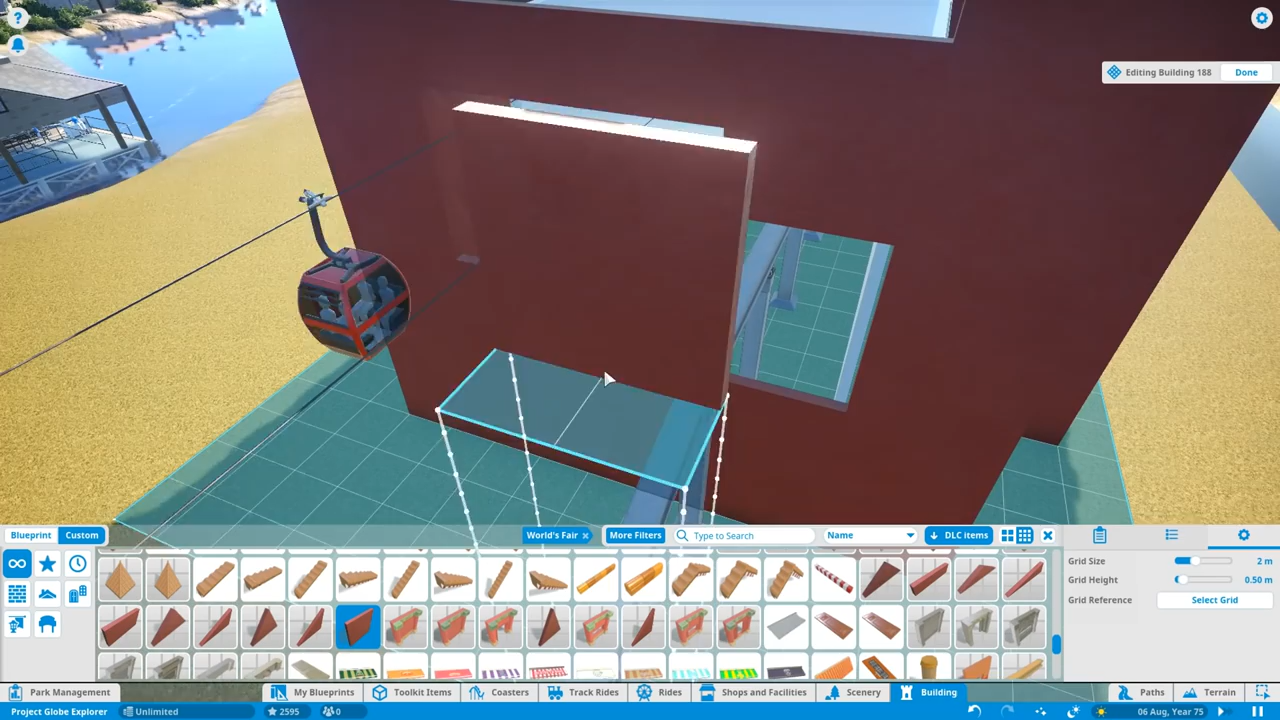 ?
Editing Building 188
Done
Blueprint
Custom
World's Fair ×
More Filters
Type to Search
Name
DLC items
Grid Size
2 m
Grid Height
0.50 m
Grid Reference
Select Grid
Park Management
My Blueprints
Toolkit Items
Coasters
Track Rides
Rides
Shops and Facilities
Scenery
Building
Paths
Terrain
Project Globe Explorer
Unlimited
2595
0
06 Aug, Year 75